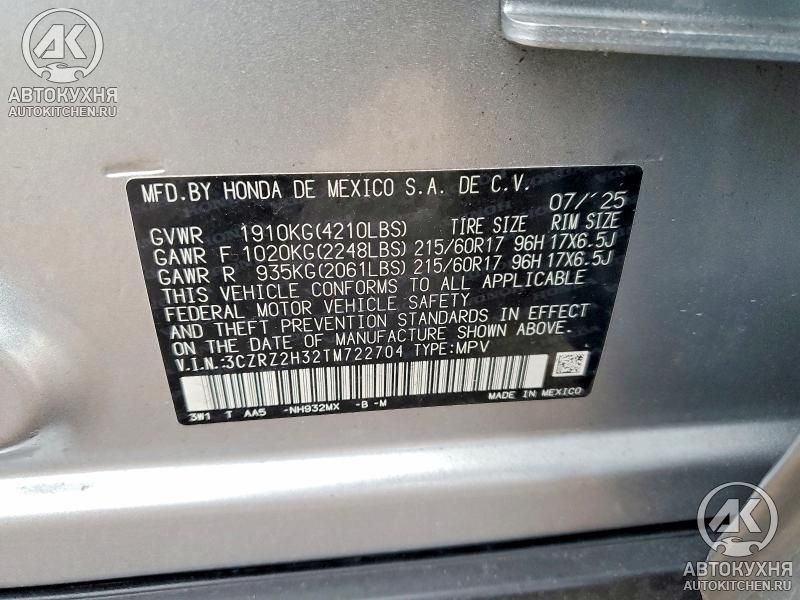 AK
АВТОКУХНЯ
AUTOKITCHEN.RU
MFD.BY HONDA DE MEXICO S.A. DE C.V. 07/'25
GVWR 1910KG(4210LBS) TIRE SIZE RIM SIZE
GAWR F 1020KG(2248LBS) 215/60R17 96H 17X6.5J
GAWR R 935KG(2061LBS) 215/60R17 96H 17X6.5J
THIS VEHICLE CONFORMS TO ALL APPLICABLE
FEDERAL MOTOR VEHICLE SAFETY
AND THEFT PREVENTION STANDARDS IN EFFECT
ON THE DATE OF MANUFACTURE SHOWN ABOVE.
V.I.N.:3CZRZ2H32TM722704 TYPE:MPV
3W1 T AA5 -NH932MX -B -M MADE IN MEXICO
AK
АВТОКУХНЯ
AUTOKITCHEN.RU